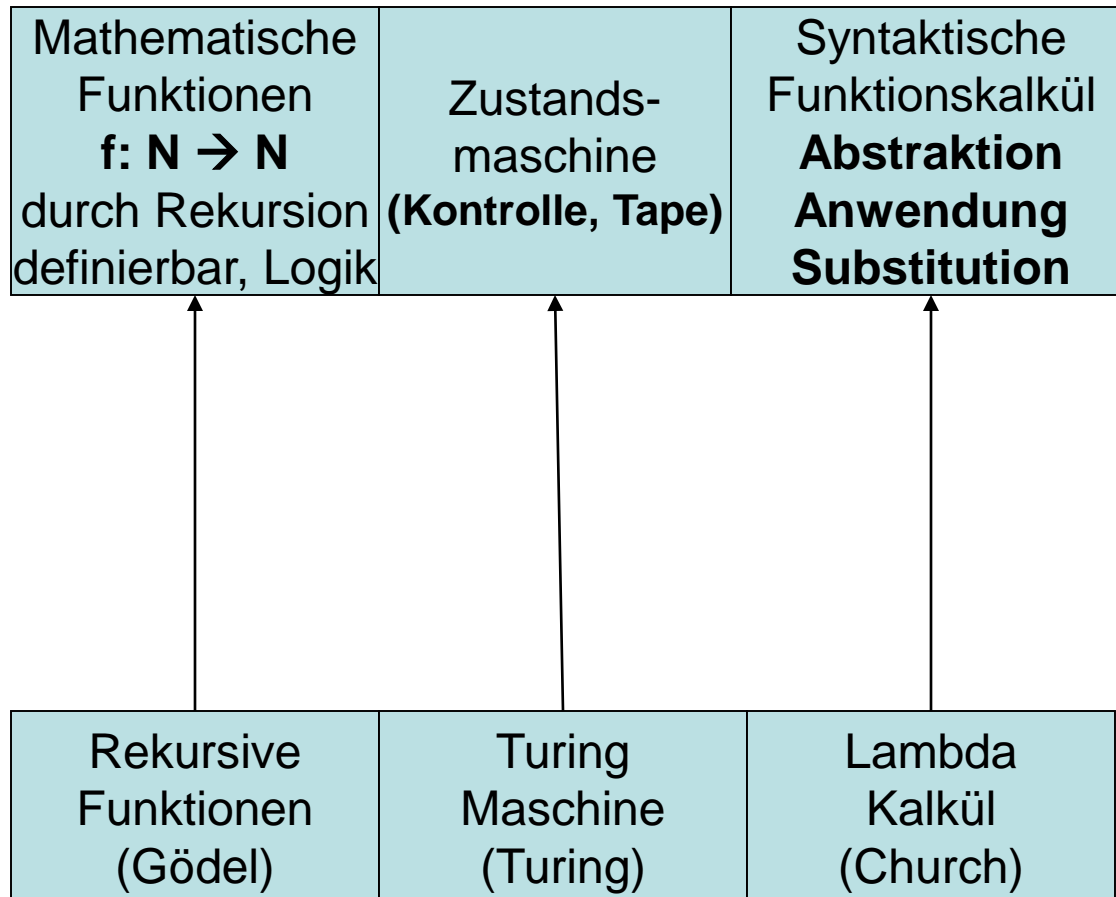 Mathematische
Funktionen
f: N → N
durch Rekursion
definierbar, Logik
Zustands-
maschine
(Kontrolle, Tape)
Syntaktische
Funktionskalkül
Abstraktion
Anwendung
Substitution
Rekursive
Funktionen
(Gödel)
Turing
Maschine
(Turing)
Lambda
Kalkül
(Church)